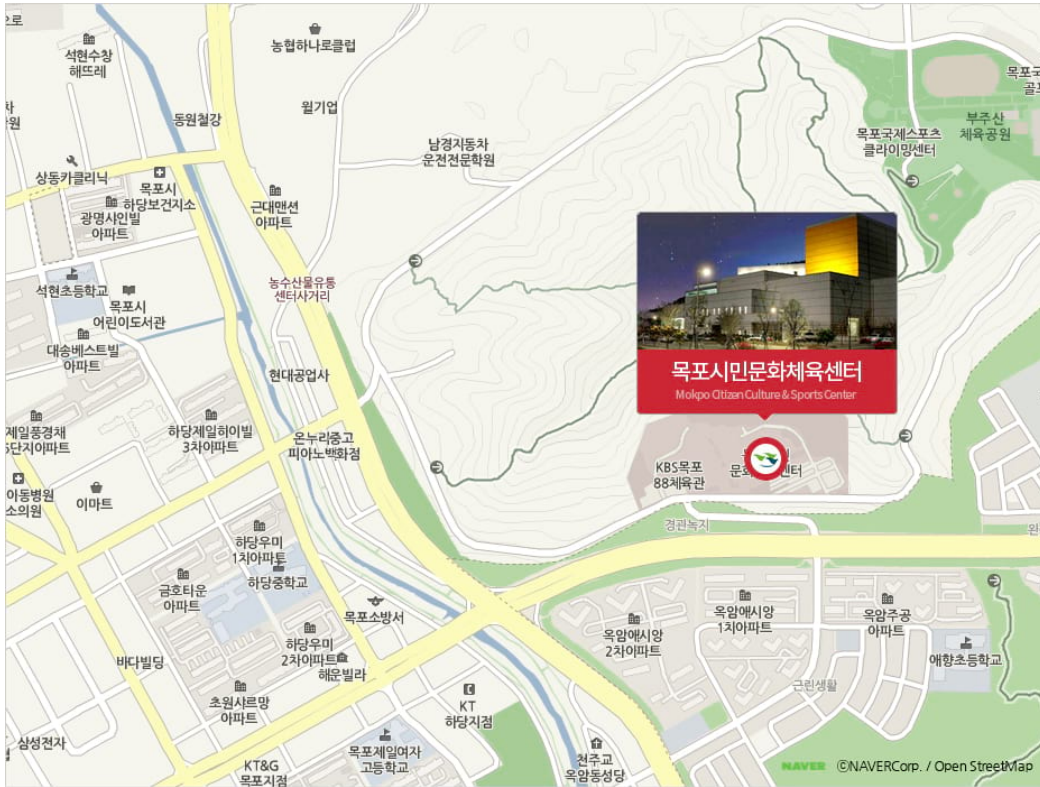 으로
석현수창
해뜨레
농협하나로클럽
월기업
동원철강
남경지동차
운전전문학원
목포국제스포츠
클라이밍센터
부주산
체육공원
상동카클리닉
목포시
하당보건지소
광명샤인빌
아파트
근대맨션
아파트
석현초등학교
목포시
어린이도서관
농수산물유통
센터사거리
대송베스트빌
아파트
현대공업사
목포시민문화체육센터
Mokpo Citizen Culture & Sports Center
제일풍경채
하당제일하이빌
3차아파트
온누리중고
피아노백화점
KBS목포
88체육관
이동병원
소의원
이마트
경관녹지
하당우미
1차아파트
하당중학교
금호타운
아파트
목포소방서
하당우미
2차아파트
해운빌라
옥암애시앙
2차아파트
옥암애시앙
1차아파트
옥암주공
아파트
애향초등학교
바다빌딩
초원샤르망
아파트
KT
하당지점
근린생활
삼성전자
목포제일여자
고등학교
KT&G
목포지점
천주교
옥암동성당
NAVER ©NAVERCorp. / Open StreetMap